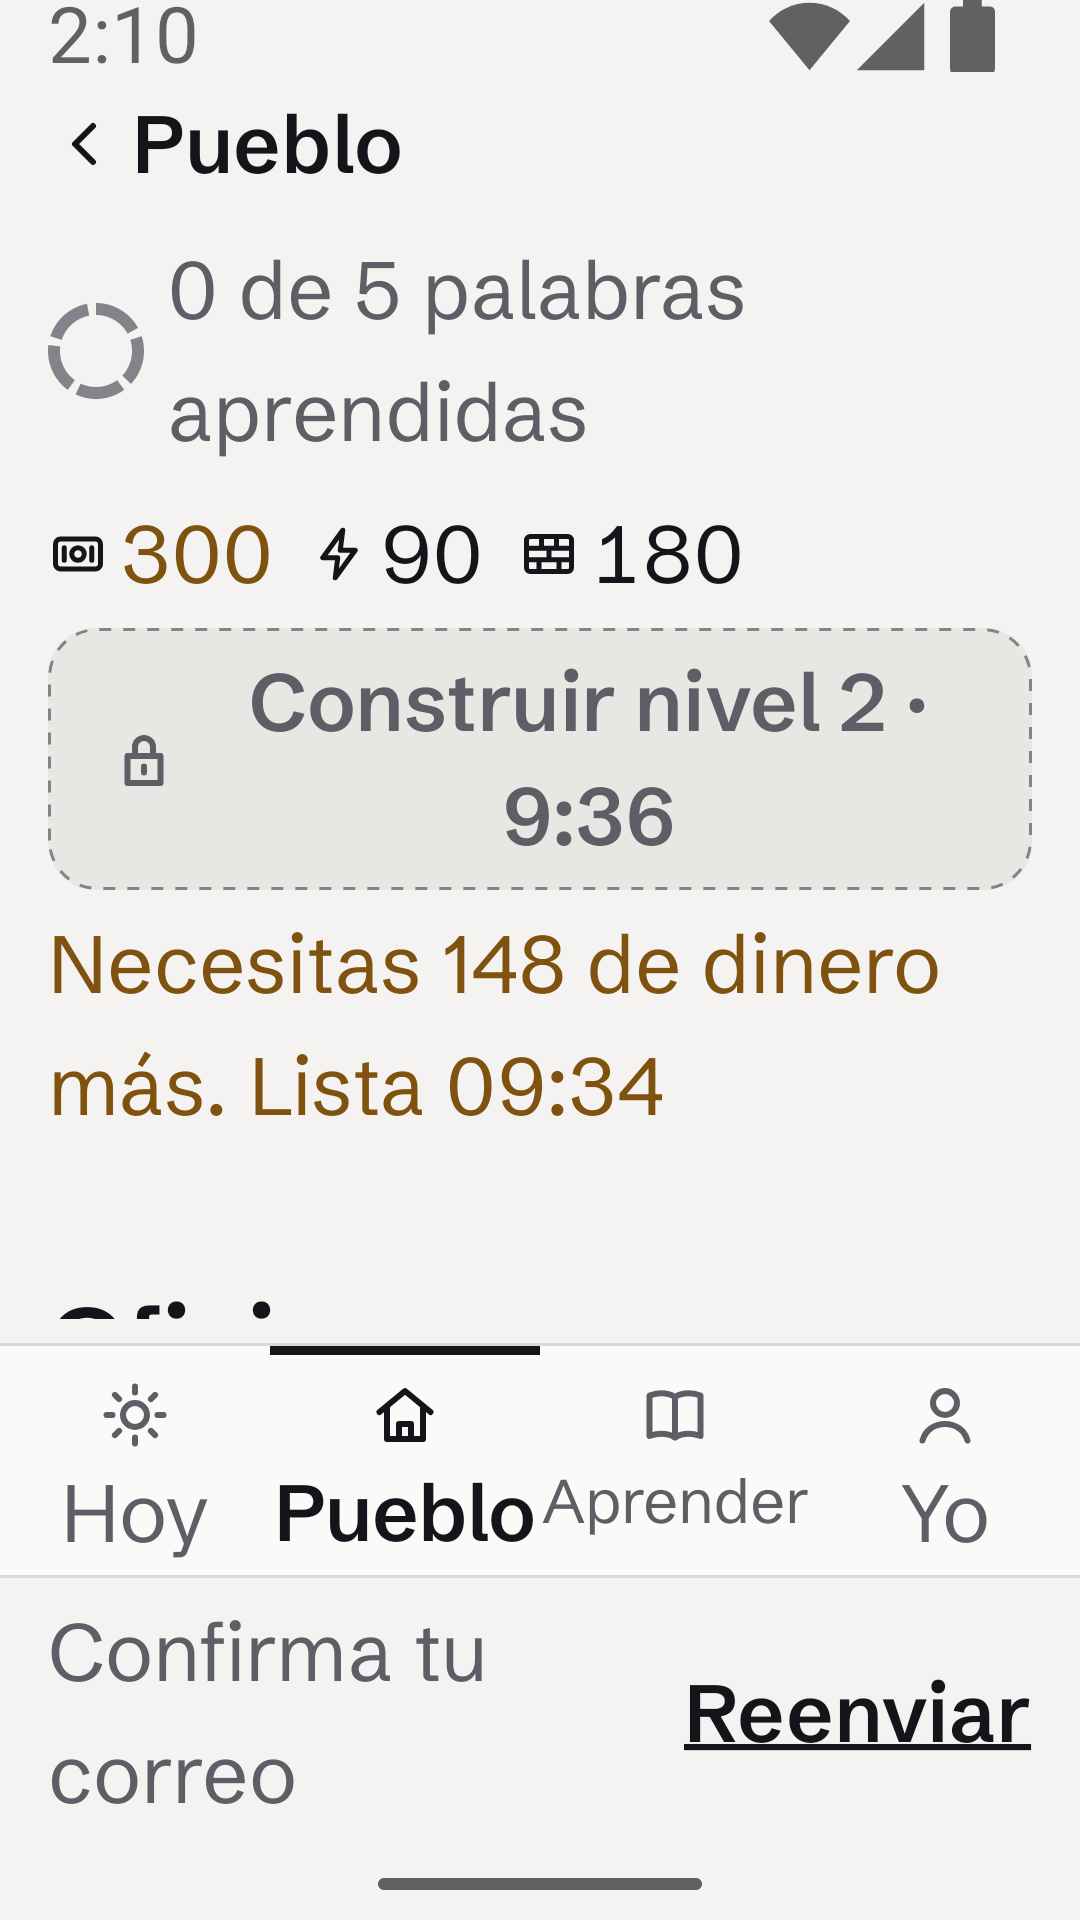 2:10
Pueblo
0 de 5 palabras
aprendidas
300 90 180
Construir nivel 2 •
9:36
Necesitas 148 de dinero
más. Lista 09:34
Hoy Pueblo Aprender Yo
Confirma tu
correo
Reenviar